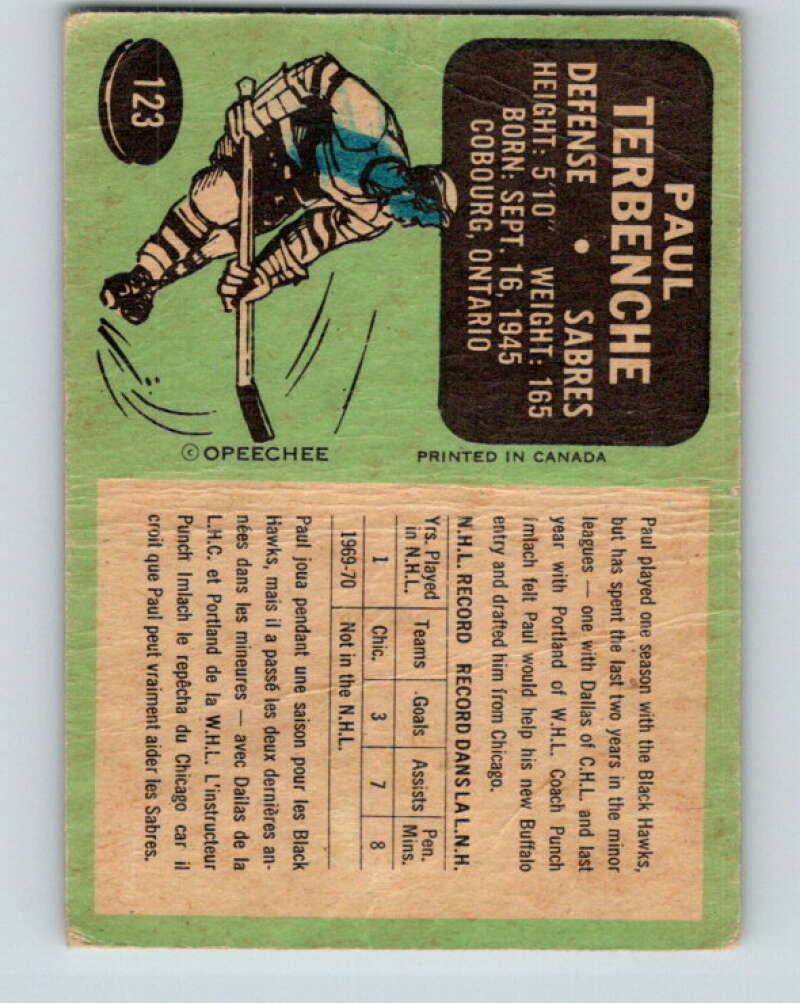 123
PAUL
TERBENCHE
DEFENSE • SABRES
HEIGHT: 5'10" WEIGHT: 165
BORN: SEPT. 16, 1945
COBOURG, ONTARIO
© OPEECHEE
PRINTED IN CANADA
Paul played one season with the Black Hawks,
but has spent the last two years in the minor
leagues — one with Dallas of C.H.L. and last
year with Portland of W.H.L. Coach Punch
Imlach felt Paul would help his new Buffalo
entry and drafted him from Chicago.
N.H.L. RECORD RECORD DANS LA L.N.H.
Yrs. Played in N.H.L. Teams Goals Assists Pen. Mins.
1 Chic. 3 7 8
1969-70 Not in the N.H.L.
Paul joua pendant une saison pour les Black
Hawks, mais il a passé les deux dernières an-
nées dans les mineures — avec Dallas de la
L.H.C. et Portland de la W.H.L. L'instructeur
Punch Imlach le repêcha du Chicago car il
croit que Paul peut vraiment aider les Sabres.